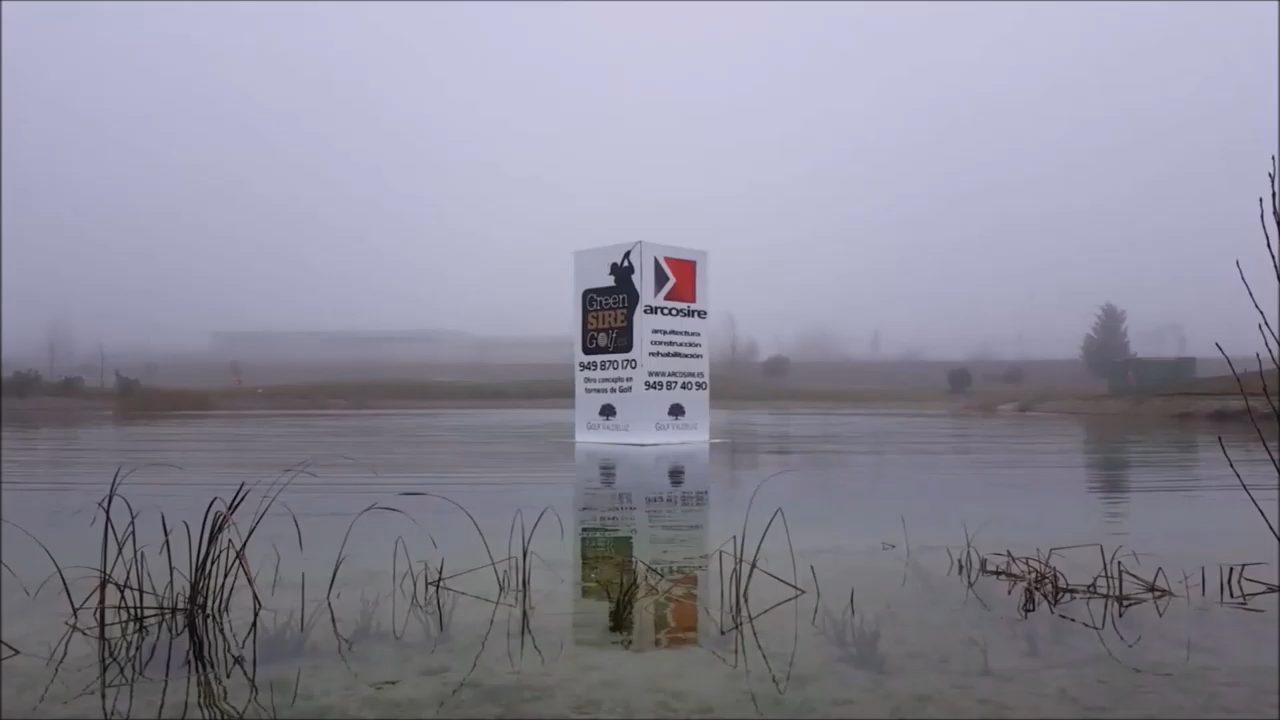 Green
SIRE
Golf.es
949 870 170
Otro concepto en
torneos de Golf
GOLF VALDELUZ
arcosire
arquitectura
construcción
rehabilitación
WWW.ARCOSIRE.ES
949 87 40 90
GOLF VALDELUZ